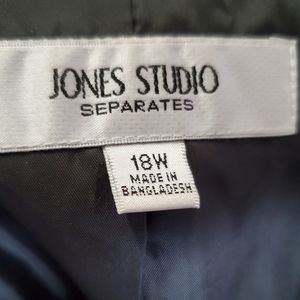 JONES STUDIO
SEPARATES
18W
MADE IN
BANGLADESH